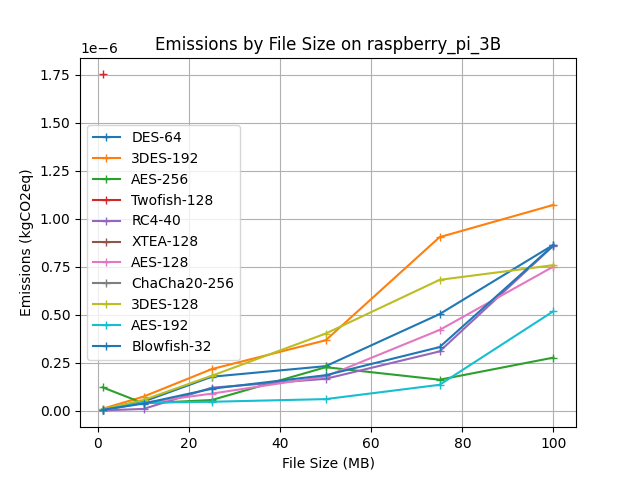 Emissions by File Size on raspberry_pi_3B
1e−6
1.75
1.50
1.25
1.00
0.75
0.50
0.25
0.00
Emissions (kgCO2eq)
DES-64
3DES-192
AES-256
Twofish-128
RC4-40
XTEA-128
AES-128
ChaCha20-256
3DES-128
AES-192
Blowfish-32
0 20 40 60 80 100
File Size (MB)